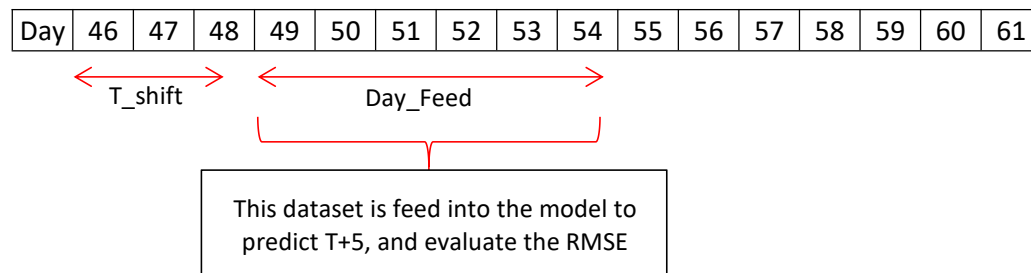 Day 46 47 48 49 50 51 52 53 54 55 56 57 58 59 60 61
T_shift Day_Feed
This dataset is feed into the model to
predict T+5, and evaluate the RMSE